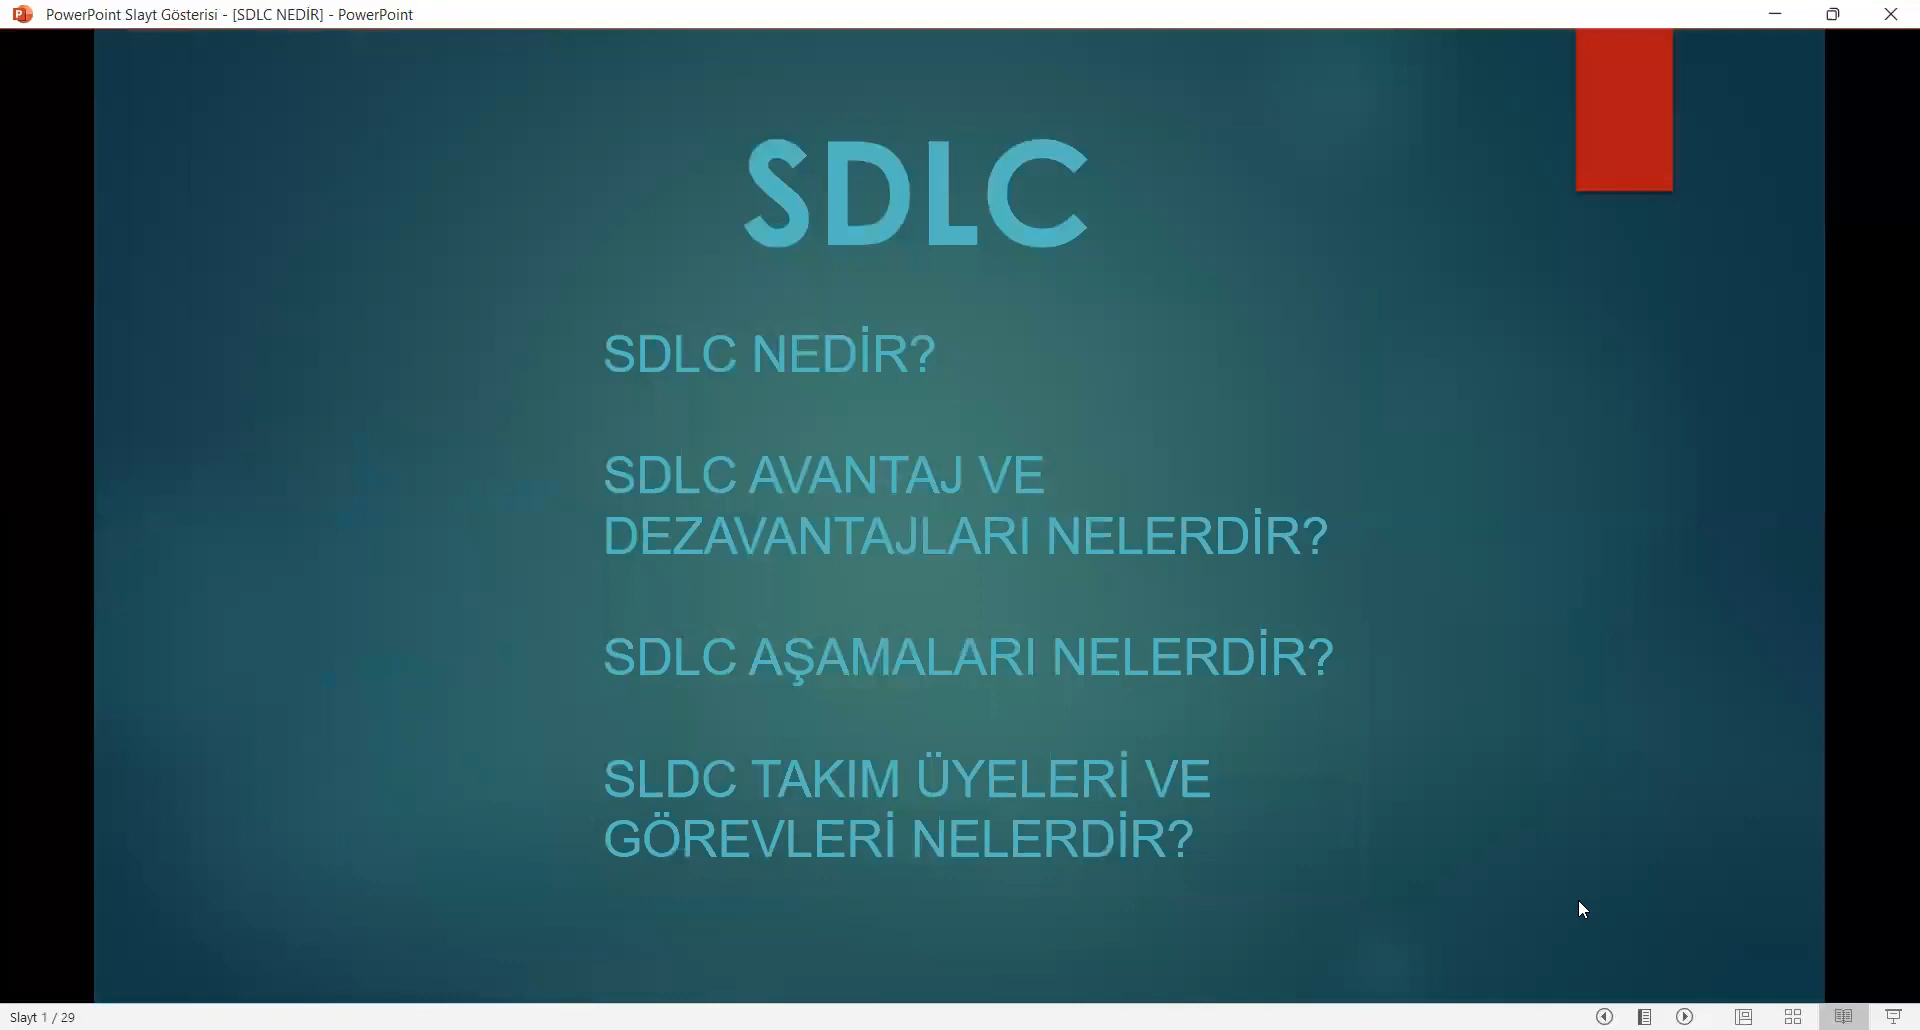 PowerPoint Slayt Gösterisi - [SDLC NEDİR] - PowerPoint
SDLC
SDLC NEDİR?
SDLC AVANTAJ VE
DEZAVANTAJLARI NELERDİR?
SDLC AŞAMALARI NELERDİR?
SLDC TAKIM ÜYELERİ VE
GÖREVLERİ NELERDİR?
Slayt 1 / 29